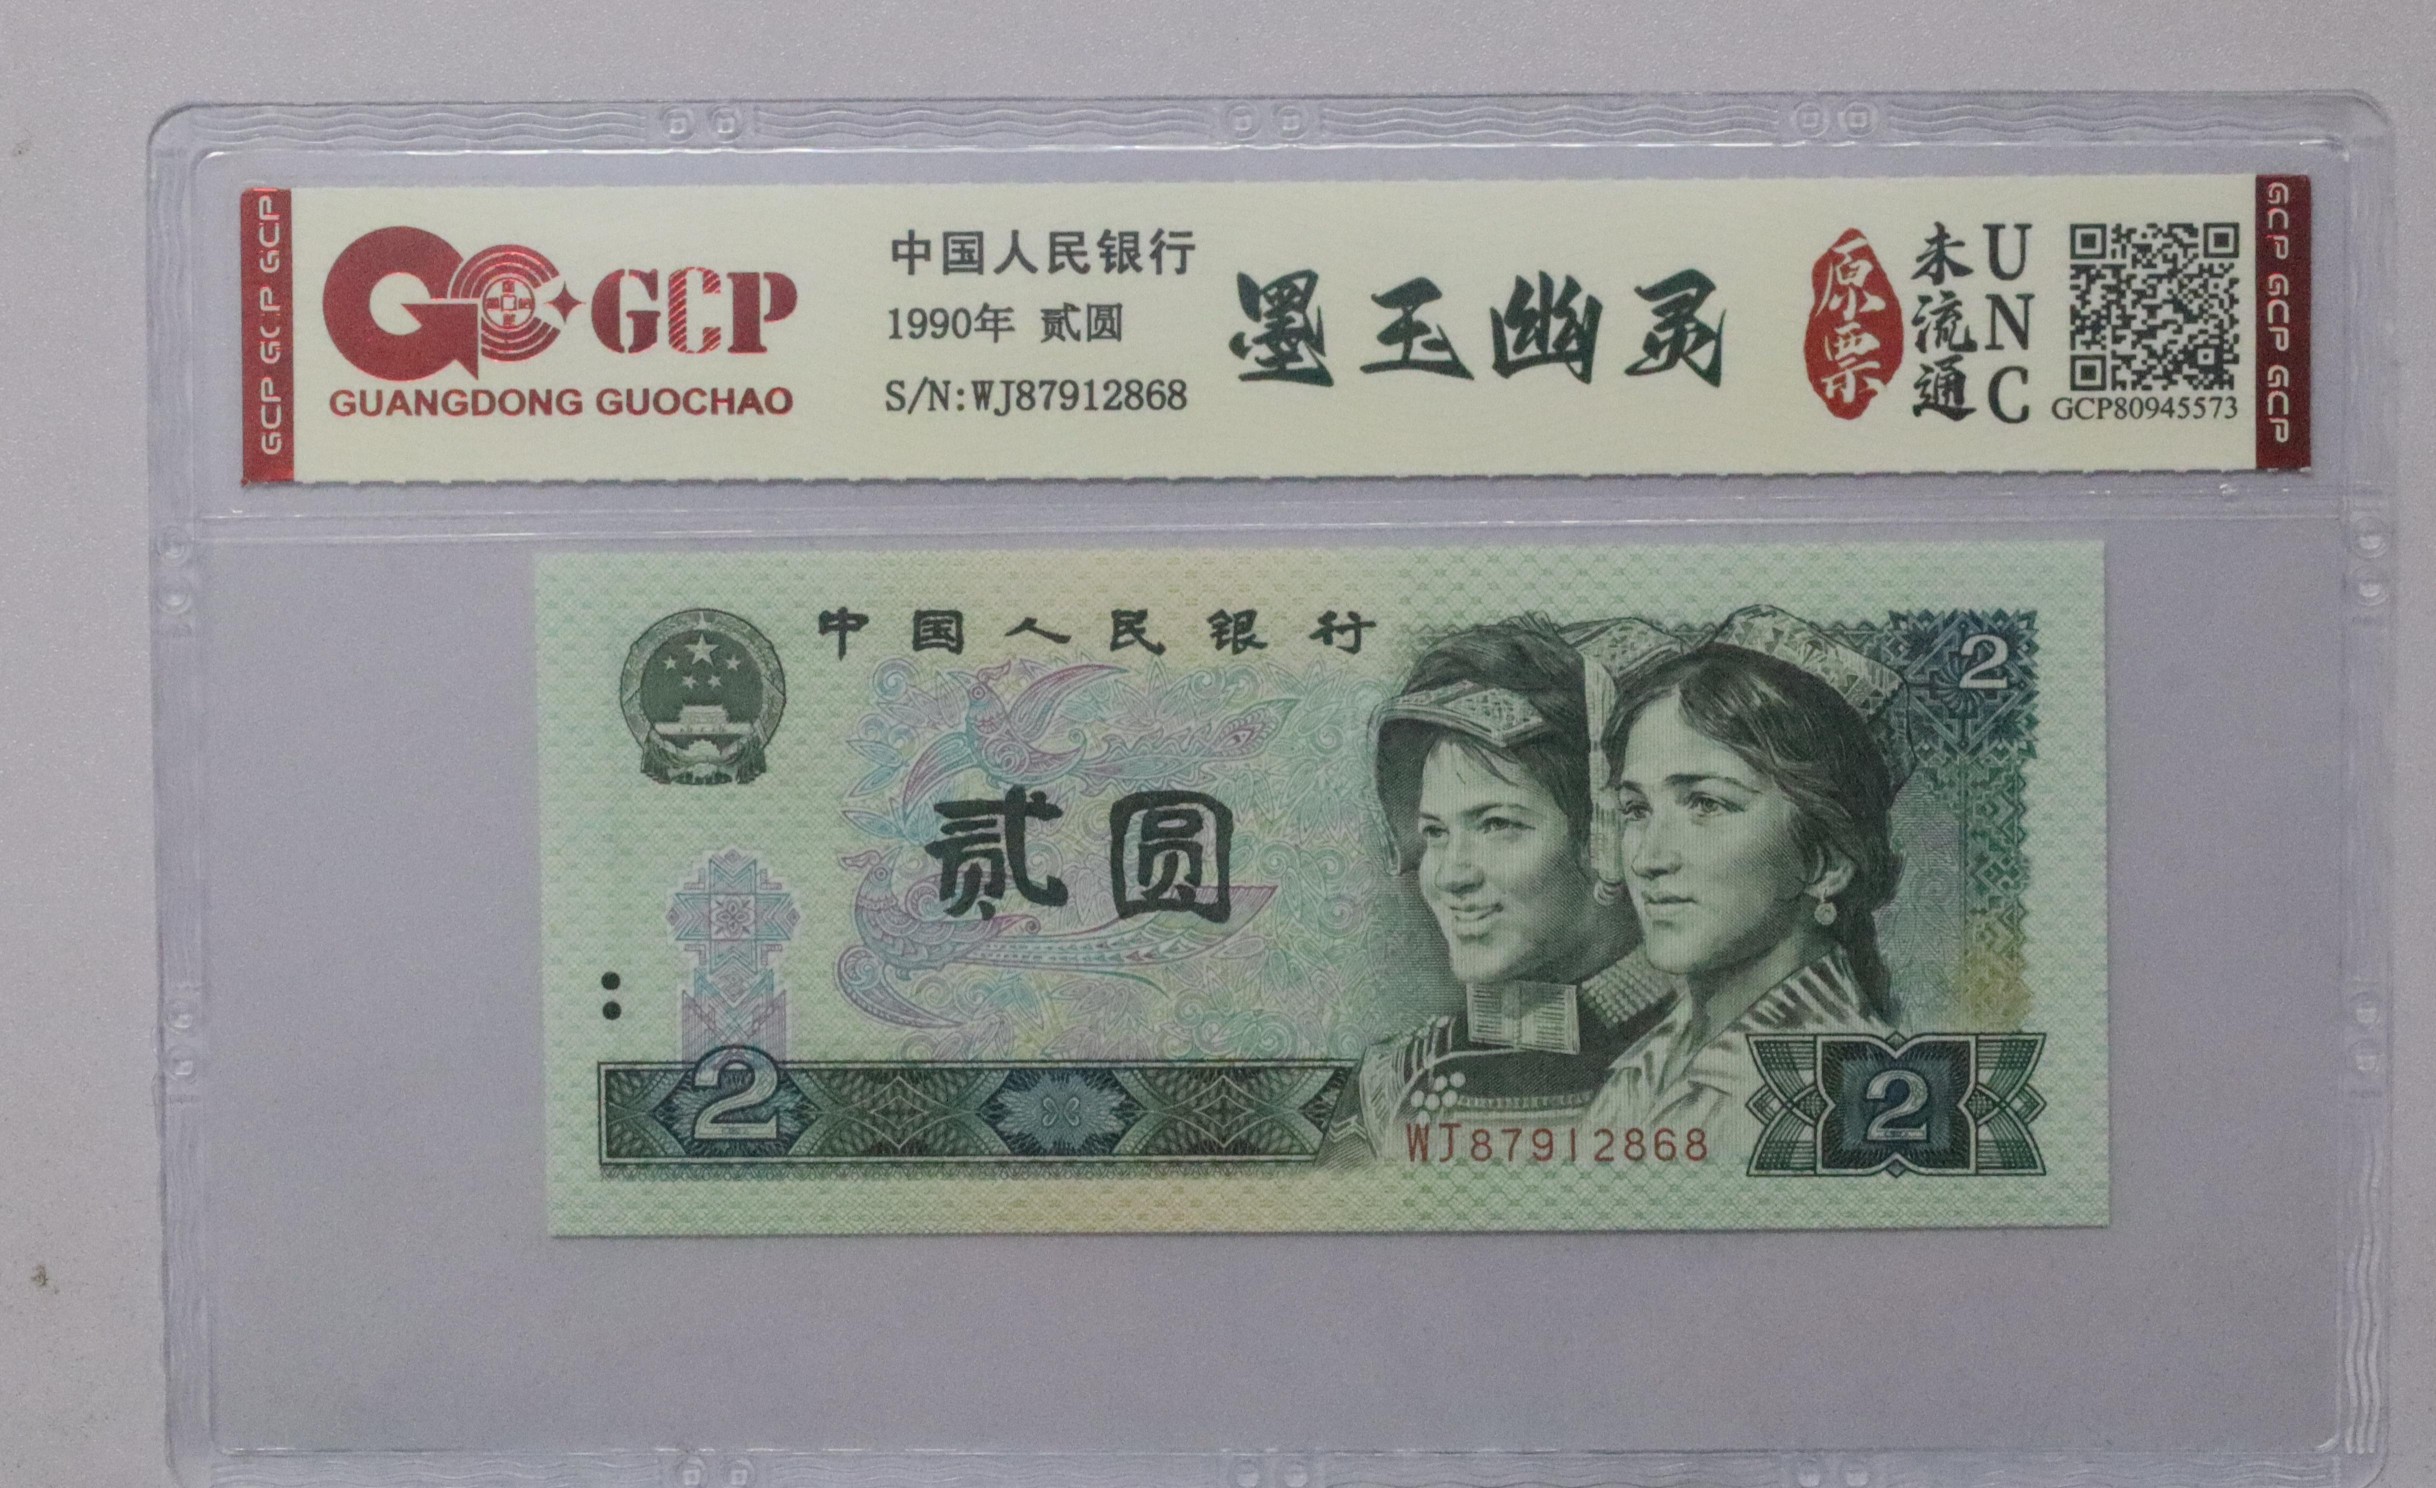 GCP GCP GCP
GCP
GUANGDONG GUOCHAO
中国人民银行
1990年 贰圆
S/N:WJ87912868
墨玉幽灵
原票
未流通
UNC
GCP80945573
GCP GCP GCP
中国人民银行
2
贰圆
2
WJ87912868
2